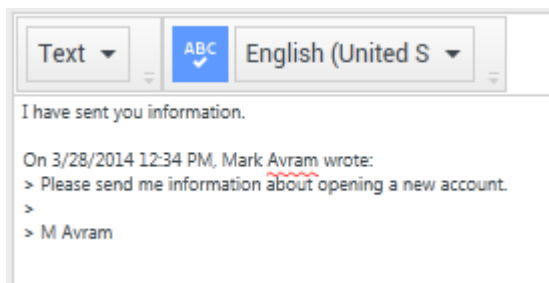 Text
ABC
English (United S
I have sent you information.
On 3/28/2014 12:34 PM, Mark Avram wrote:
> Please send me information about opening a new account.
>
> M Avram